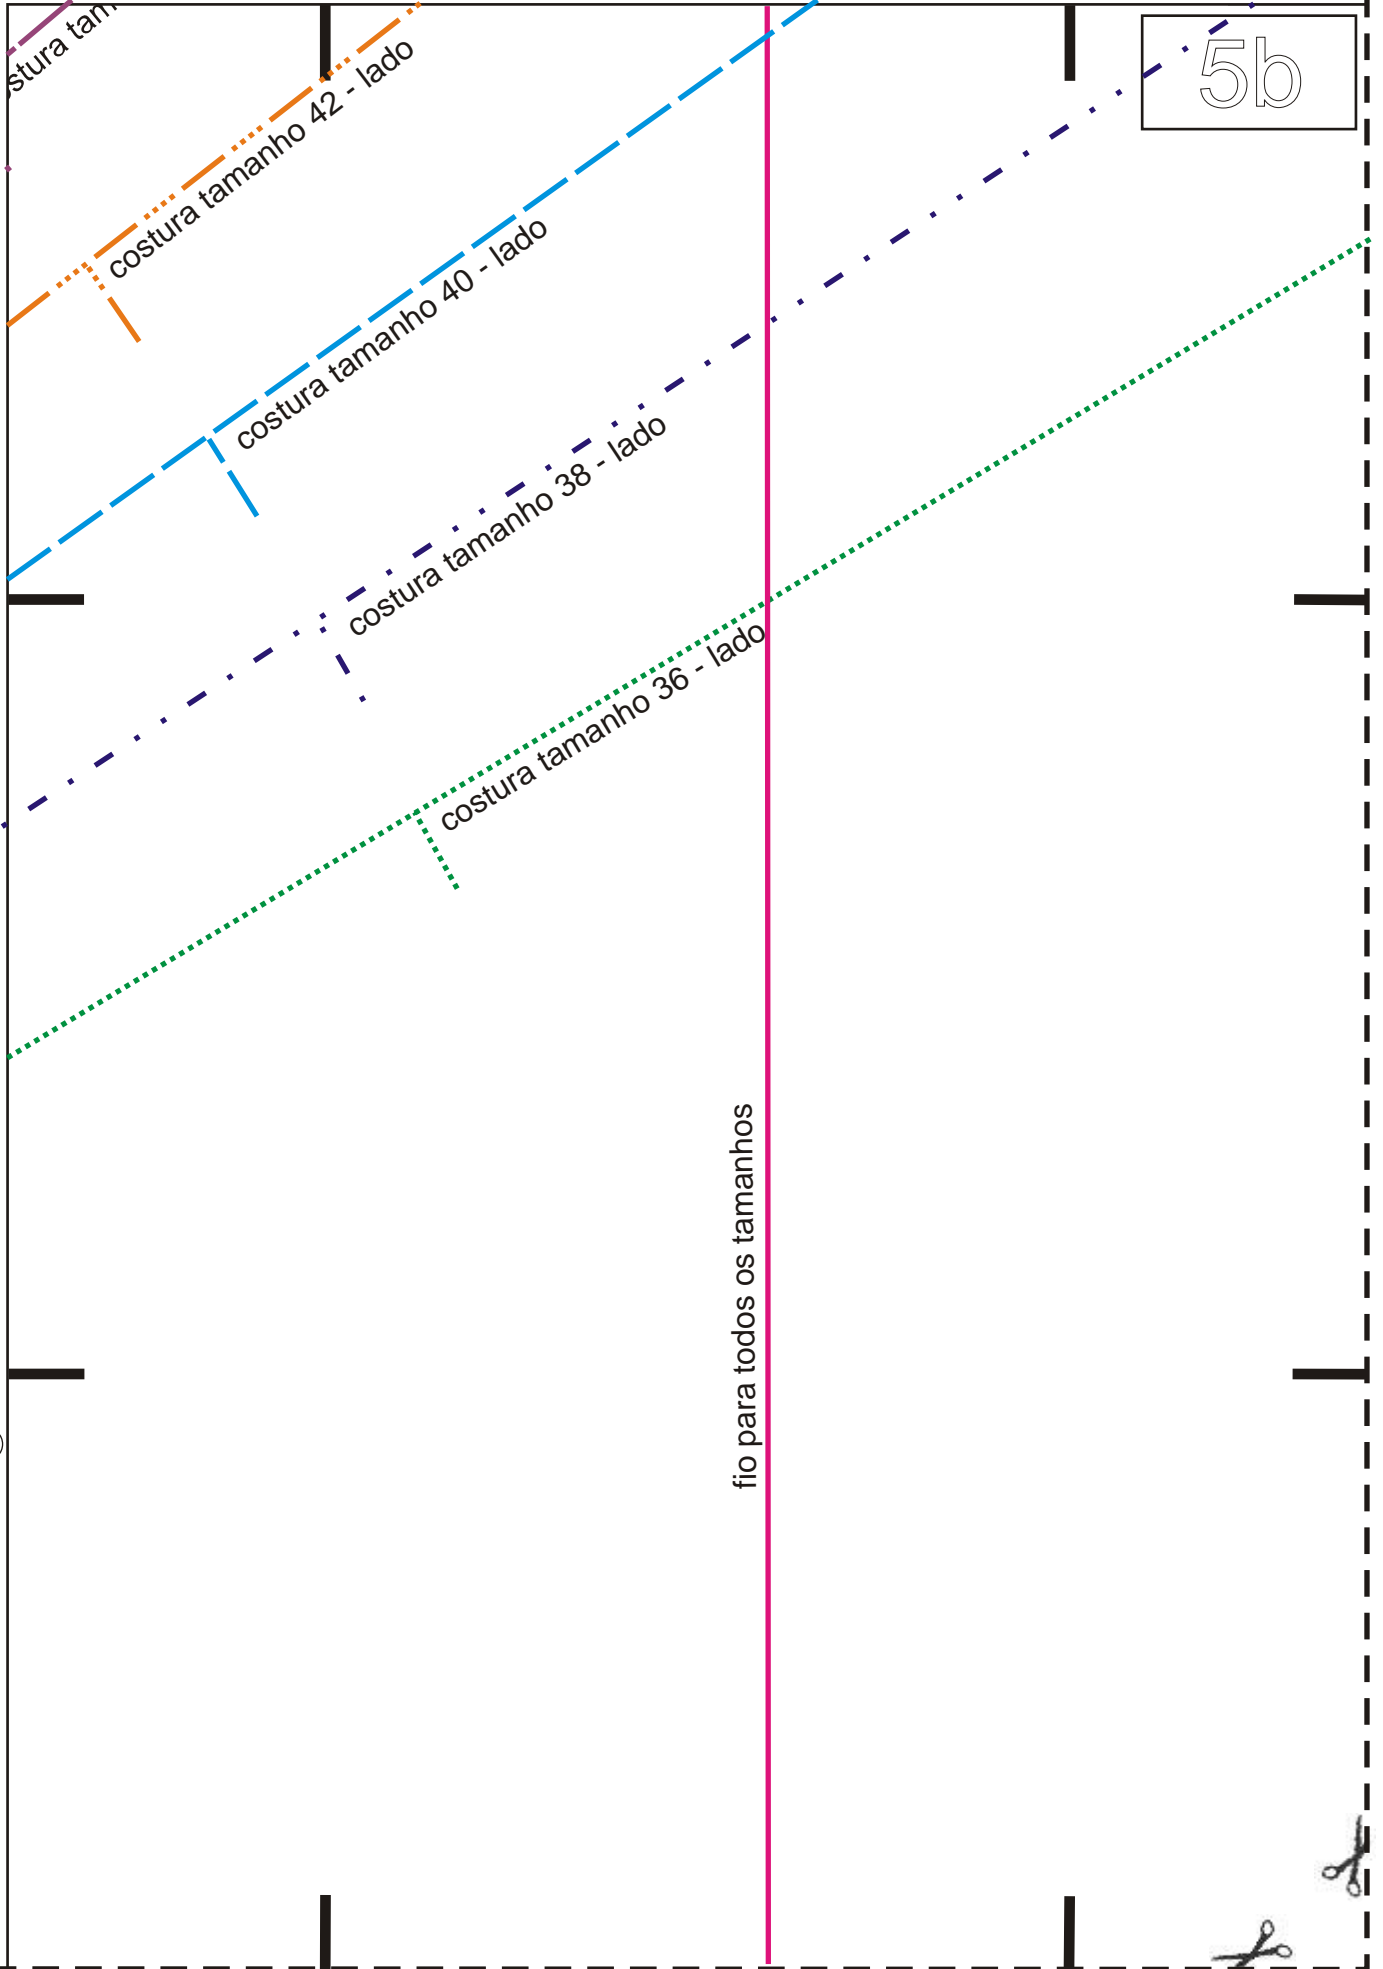 5b
costura tamanho 42 - lado
costura tamanho 40 - lado
costura tamanho 38 - lado
costura tamanho 36 - lado
fio para todos os tamanhos